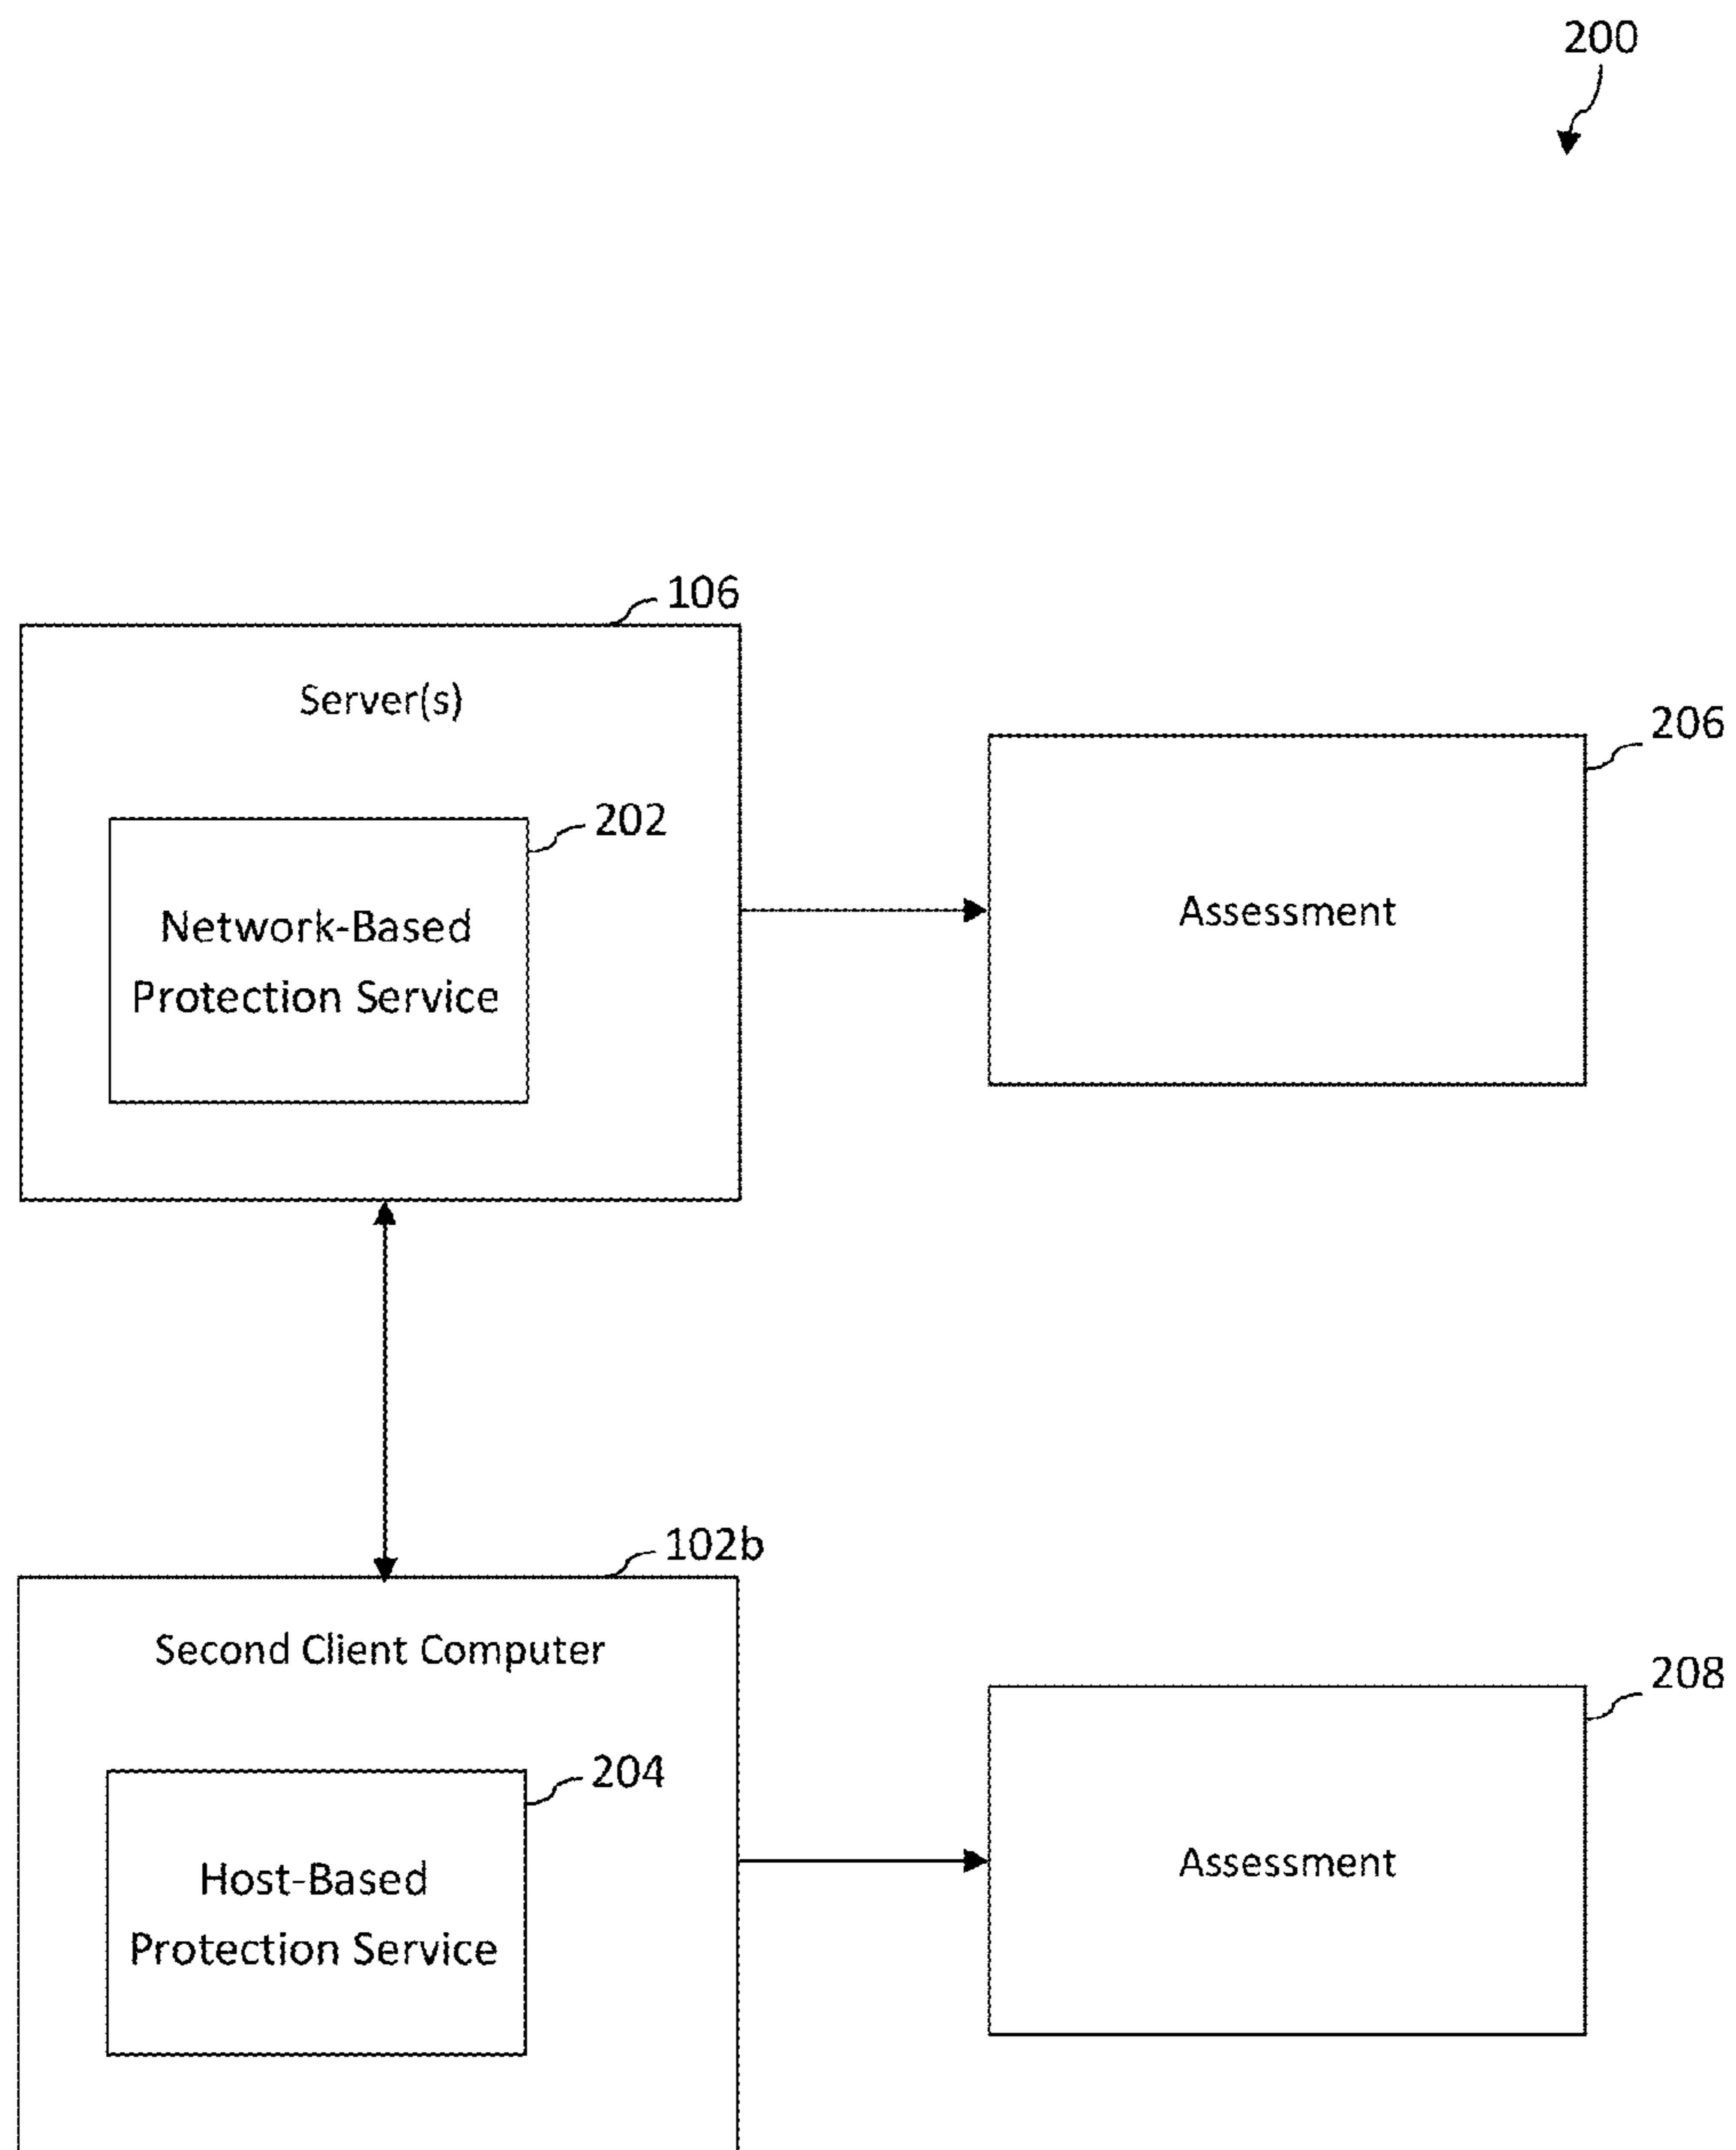 200
106
Server(s)
206
202
Network-Based
Protection Service
Assessment
102b
Second Client Computer
208
204
Host-Based
Protection Service
Assessment